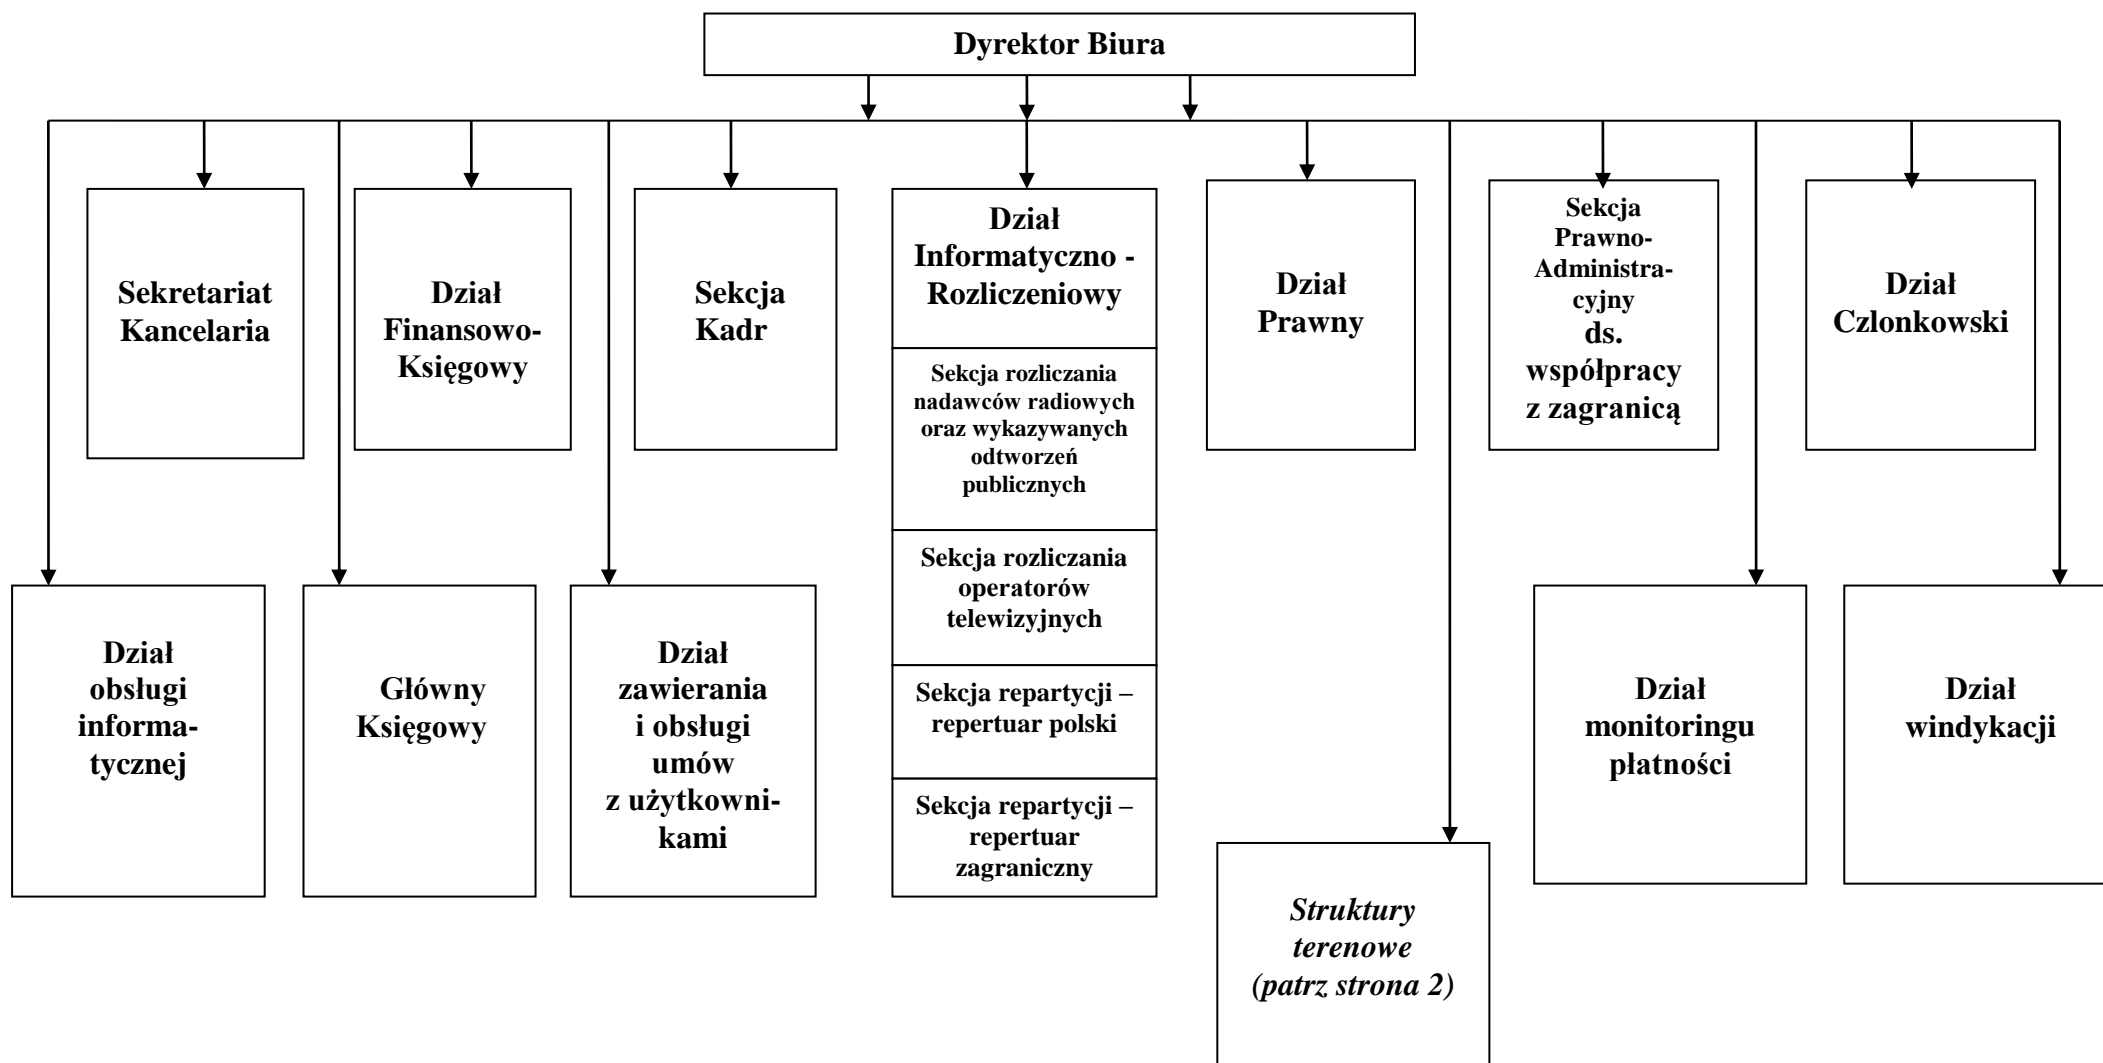 Dyrektor Biura
Sekretariat
Kancelaria
Dział
Finansowo-
Księgowy
Sekcja
Kadr
Dział
Informatyczno -
Rozliczeniowy
Sekcja rozliczania
nadawców radiowych
oraz wykazywanych
odtworzeń
publicznych
Sekcja rozliczania
operatorów
telewizyjnych
Sekcja repartycji –
repertuar polski
Sekcja repartycji –
repertuar
zagraniczny
Dział
Prawny
Sekcja
Prawno-
Administra-
cyjny
ds.
współpracy
z zagranicą
Dział
Czlonkowski
Dział
obsługi
informa-
tycznej
Główny
Księgowy
Dział
zawierania
i obsługi
umów
z użytkowni-
kami
Struktury
terenowe
(patrz strona 2)
Dział
monitoringu
płatności
Dział
windykacji